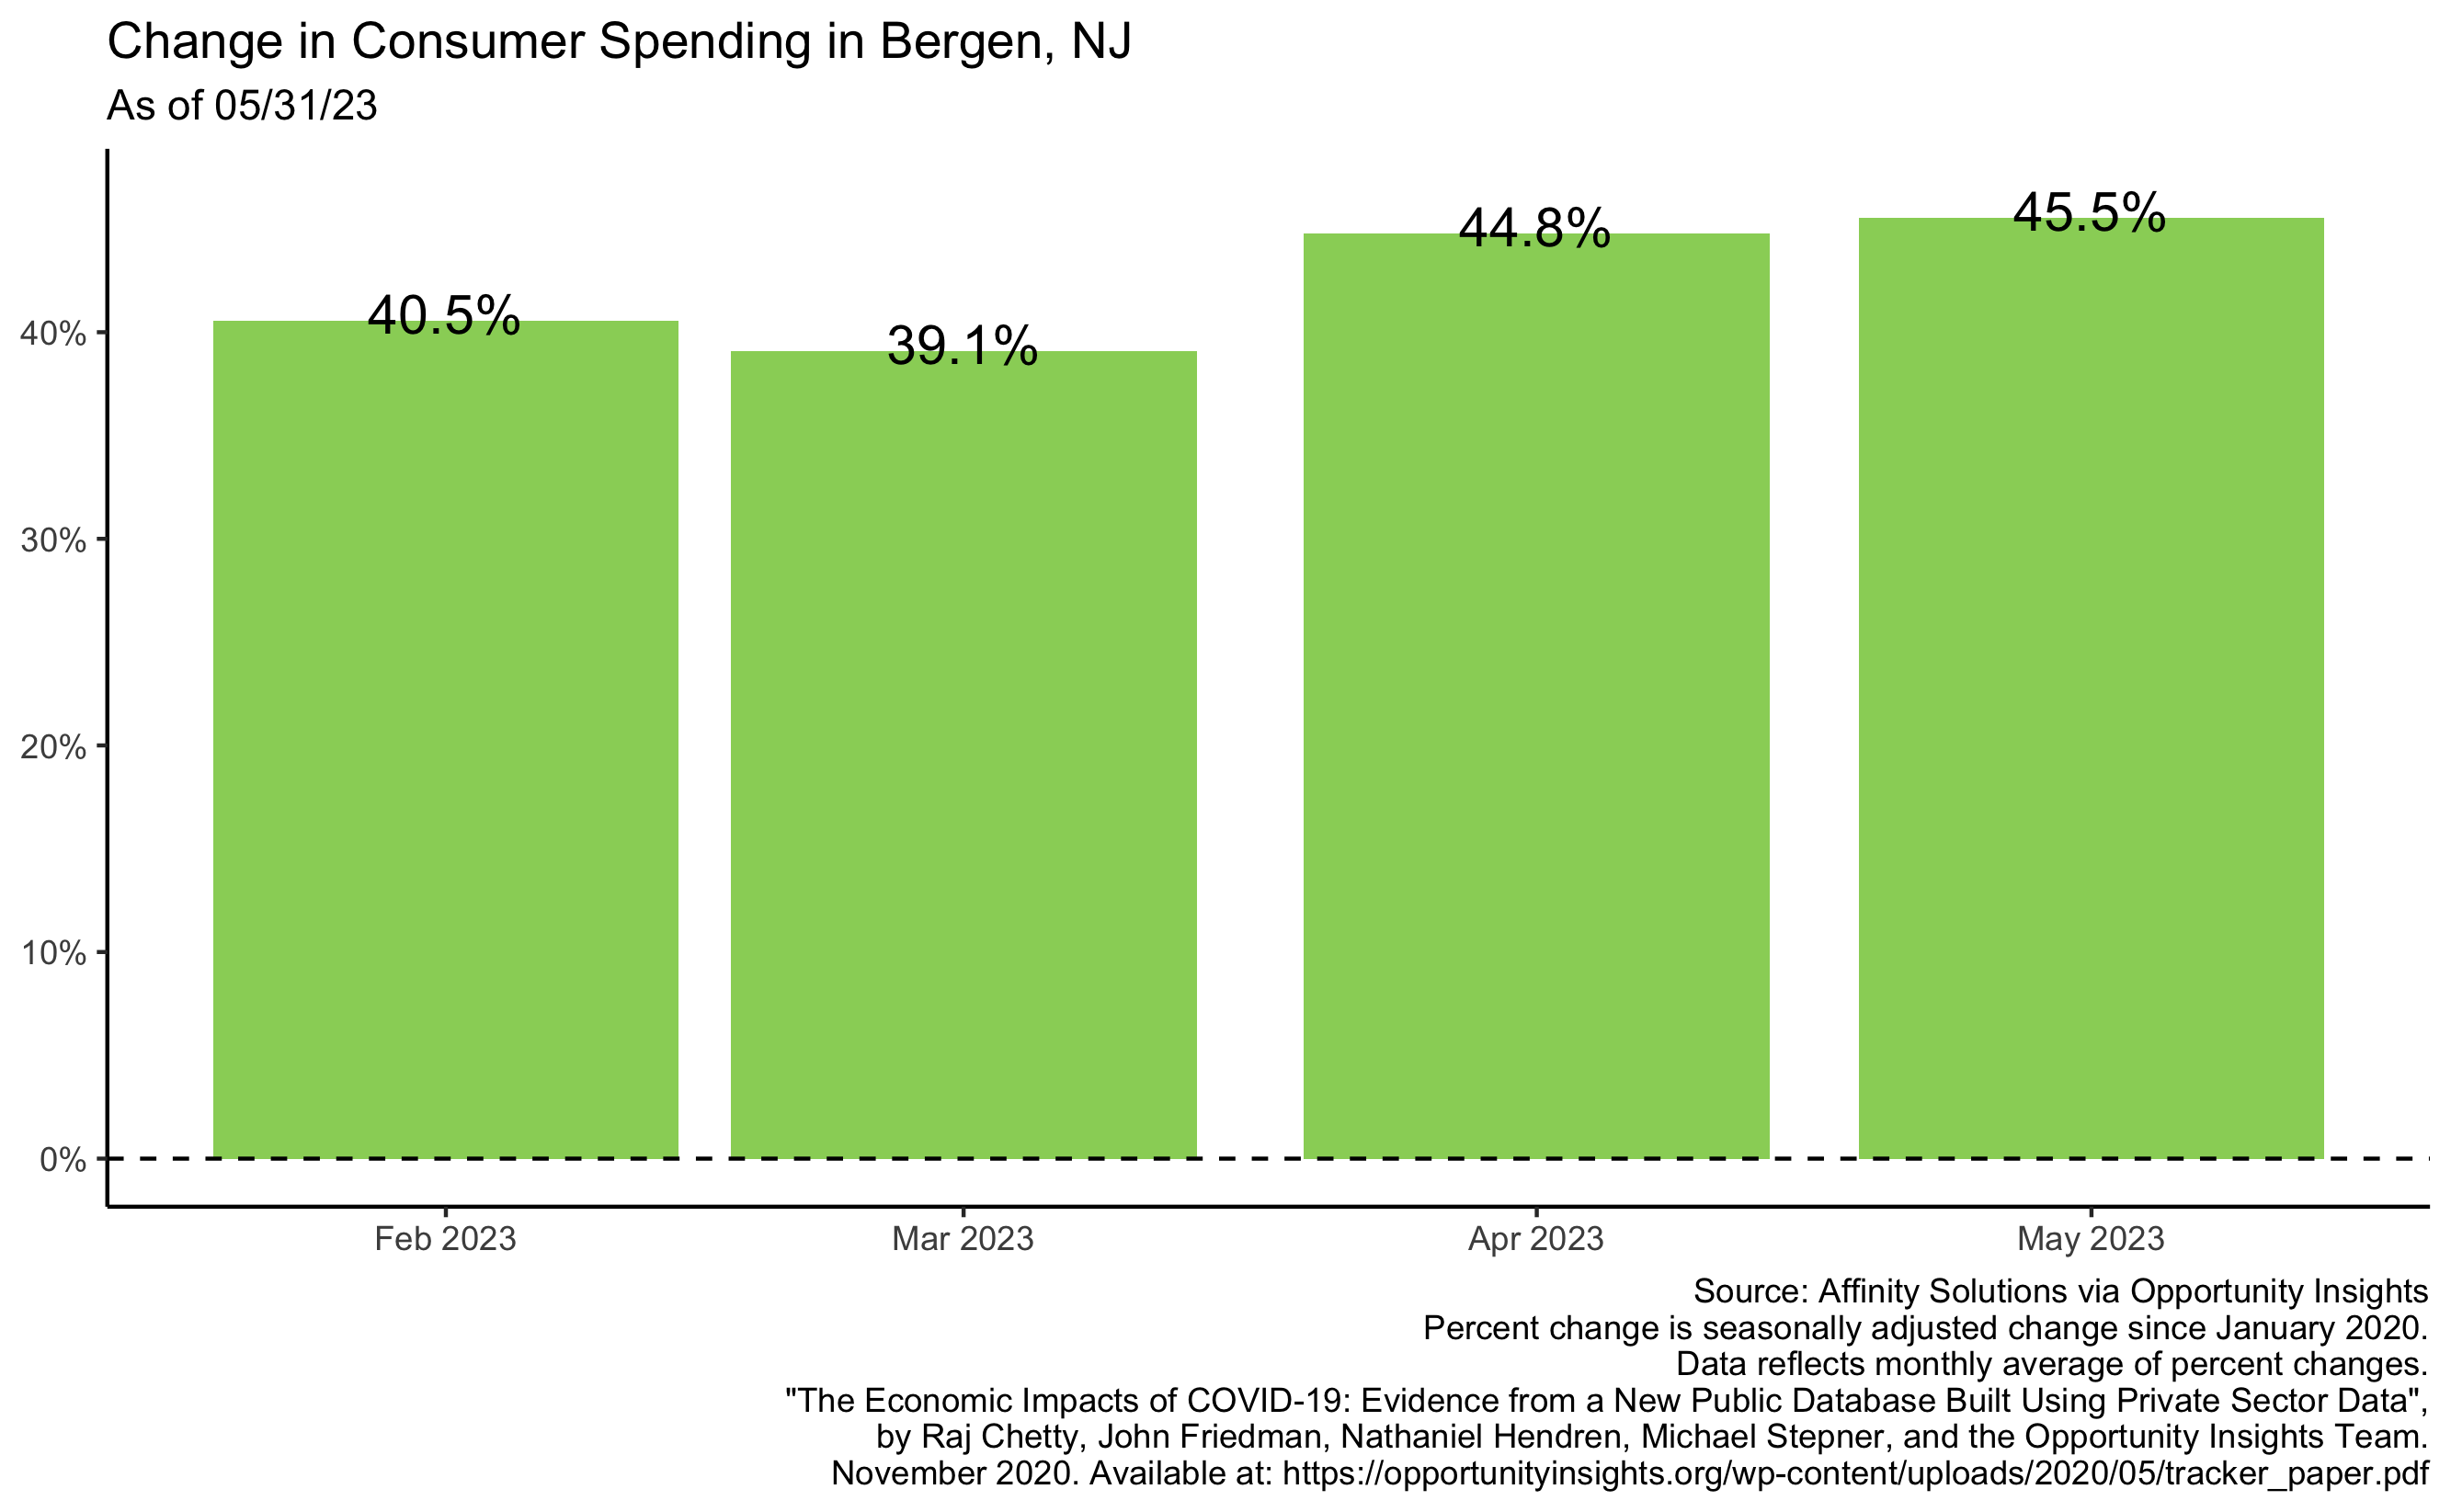 Change in Consumer Spending in Bergen, NJ
As of 05/31/23
40.5%
39.1%
44.8%
45.5%
40%
30%
20%
10%
0%
Feb 2023
Mar 2023
Apr 2023
May 2023
Source: Affinity Solutions via Opportunity Insights
Percent change is seasonally adjusted change since January 2020.
Data reflects monthly average of percent changes.
"The Economic Impacts of COVID-19: Evidence from a New Public Database Built Using Private Sector Data",
by Raj Chetty, John Friedman, Nathaniel Hendren, Michael Stepner, and the Opportunity Insights Team.
November 2020. Available at: https://opportunityinsights.org/wp-content/uploads/2020/05/tracker_paper.pdf